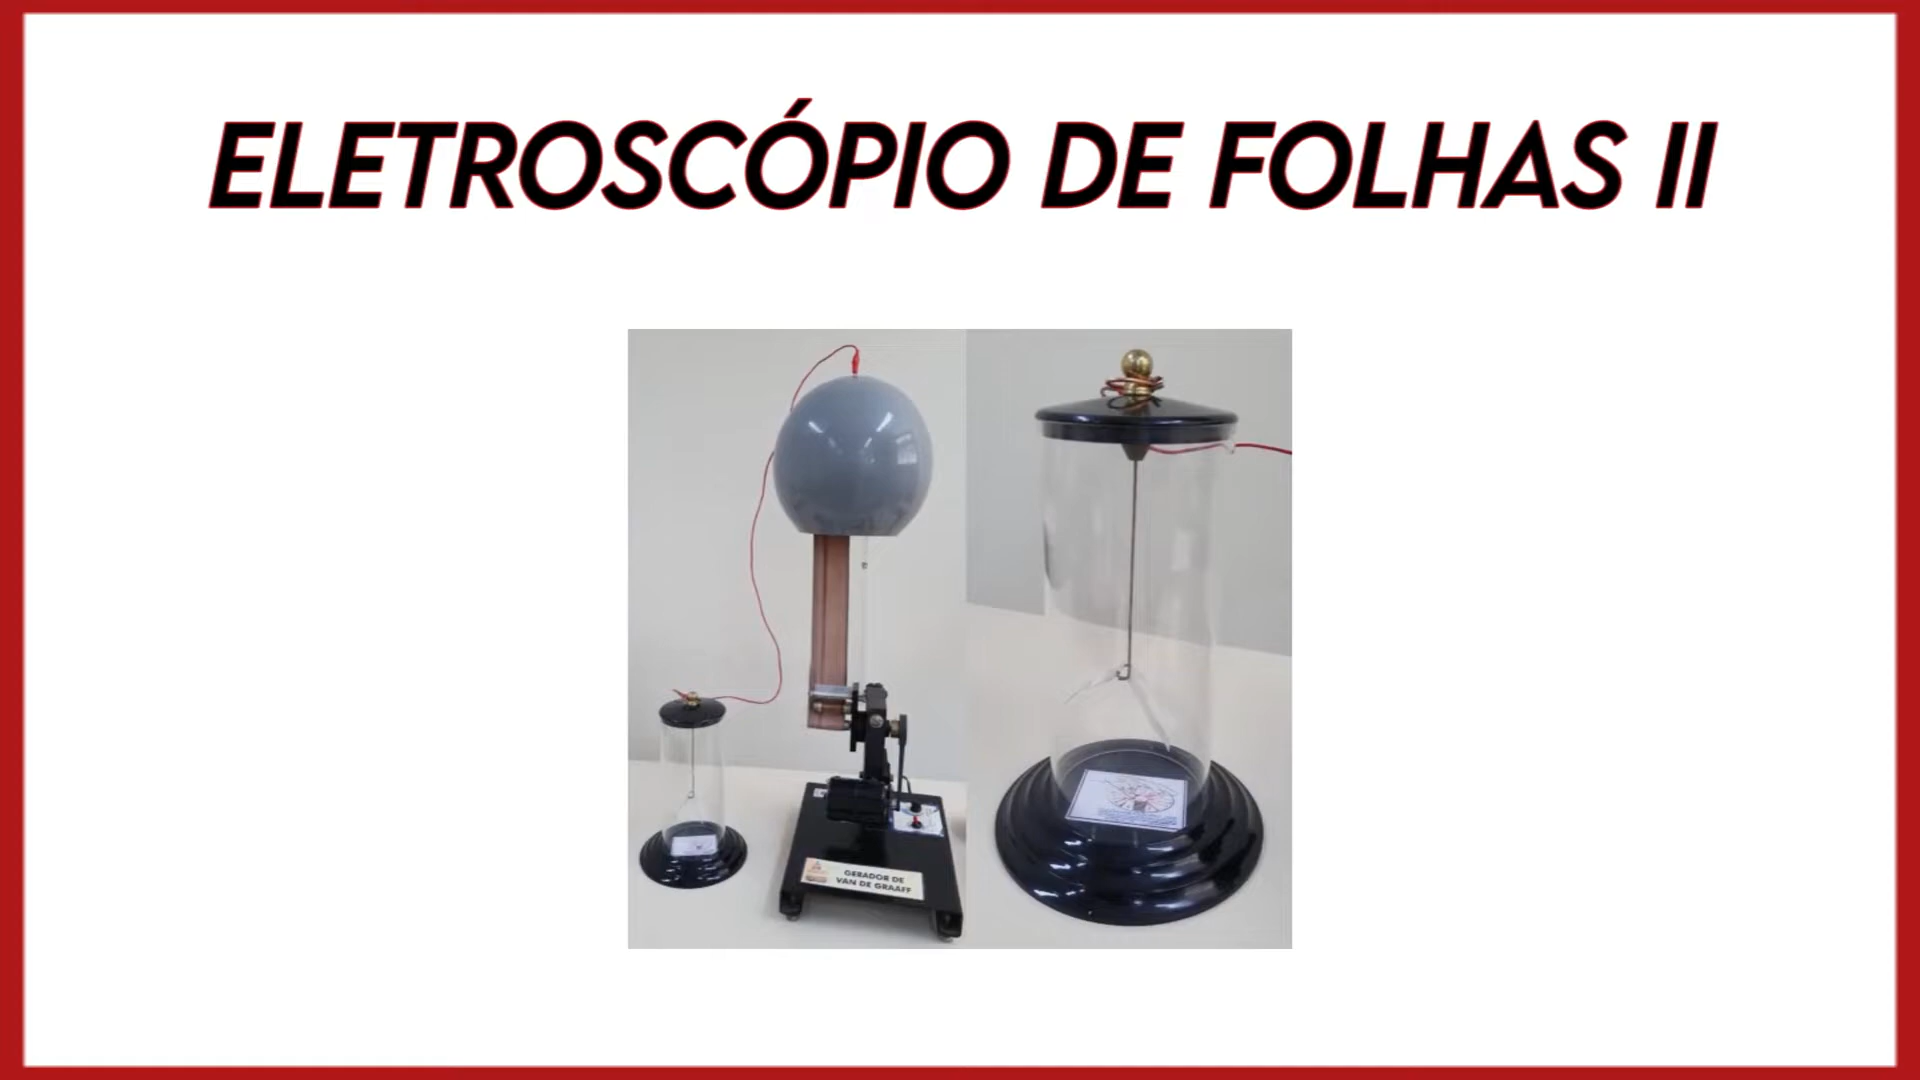 ELETROSCÓPIO DE FOLHAS II
GERADOR DE
VAN DE GRAAFF